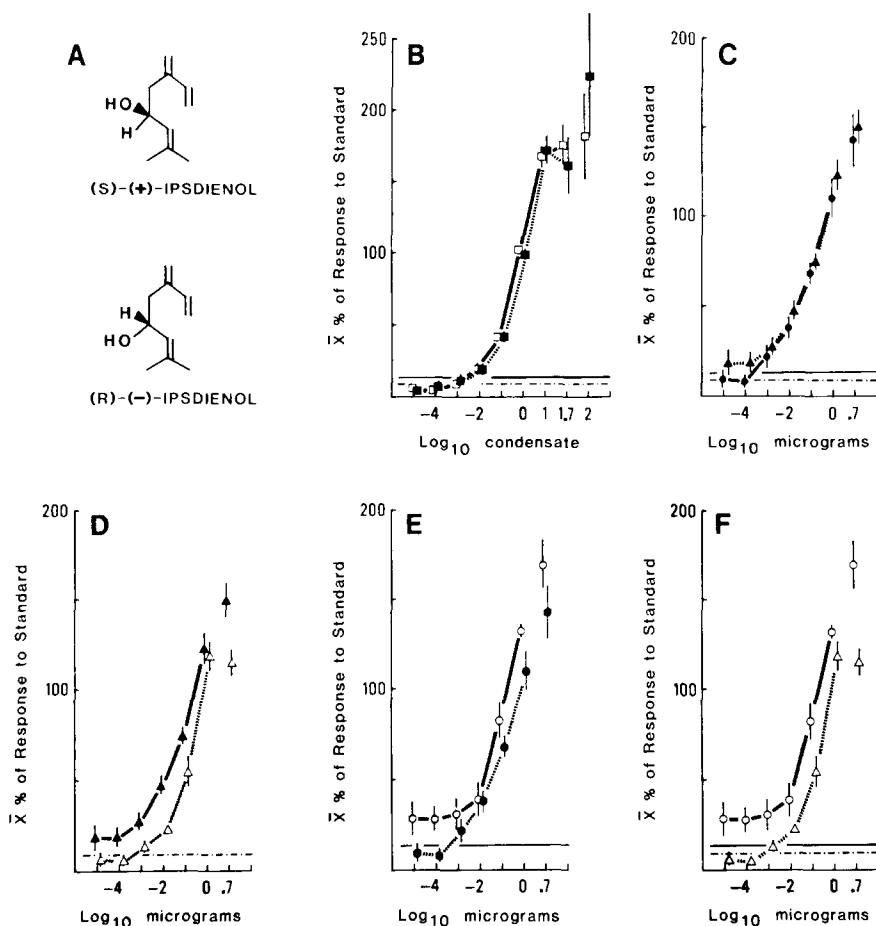 A
HO
H
(S)-(+)-IPSDIENOL
H
HO
(R)-(−)-IPSDIENOL
B
X̄ % of Response to Standard
250
200
100
-4 -2 0 1 1.7 2
Log10 condensate
C
X̄ % of Response to Standard
200
100
-4 -2 0 .7
Log10 micrograms
D
X̄ % of Response to Standard
200
100
-4 -2 0 .7
Log10 micrograms
E
X̄ % of Response to Standard
200
100
-4 -2 0 .7
Log10 micrograms
F
X̄ % of Response to Standard
200
100
-4 -2 0 .7
Log10 micrograms